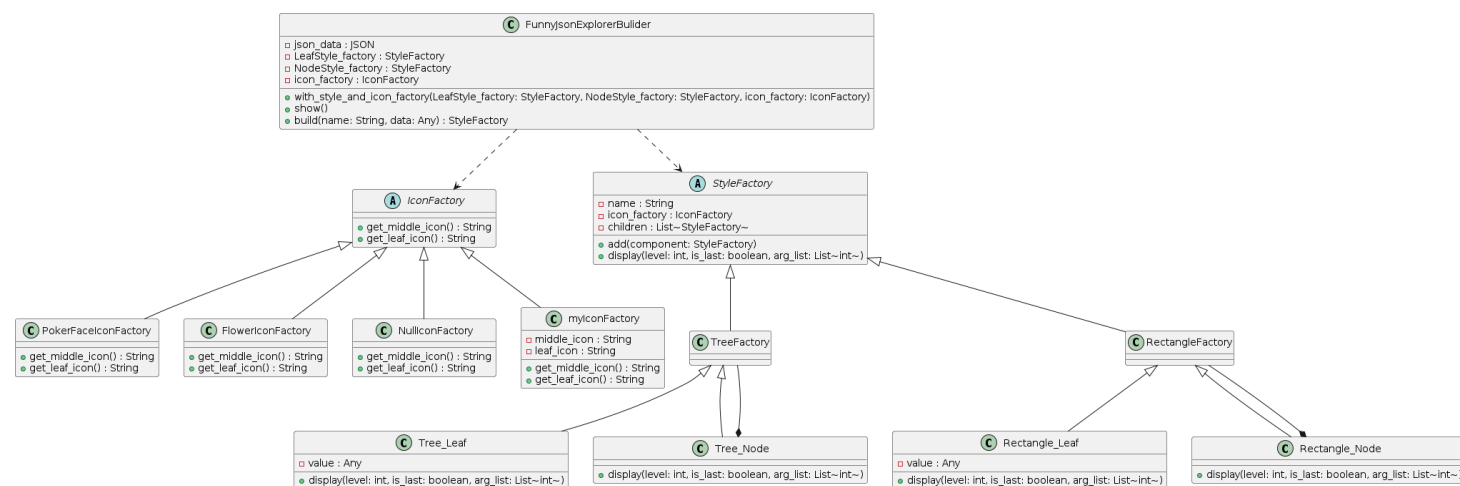 C FunnyJsonExplorerBulider
json_data : JSON
LeafStyle_factory : StyleFactory
NodeStyle_factory : StyleFactory
icon_factory : IconFactory
with_style_and_icon_factory(LeafStyle_factory: StyleFactory, NodeStyle_factory: StyleFactory, icon_factory: IconFactory)
show()
build(name: String, data: Any) : StyleFactory
A IconFactory
get_middle_icon() : String
get_leaf_icon() : String
A StyleFactory
name : String
icon_factory : IconFactory
children : List~StyleFactory~
add(component: StyleFactory)
display(level: int, is_last: boolean, arg_list: List~int~)
C PokerFaceIconFactory
get_middle_icon() : String
get_leaf_icon() : String
C FlowerIconFactory
get_middle_icon() : String
get_leaf_icon() : String
C NullIconFactory
get_middle_icon() : String
get_leaf_icon() : String
C myIconFactory
middle_icon : String
leaf_icon : String
get_middle_icon() : String
get_leaf_icon() : String
C TreeFactory
C RectangleFactory
C Tree_Leaf
value : Any
display(level: int, is_last: boolean, arg_list: List~int~)
C Tree_Node
display(level: int, is_last: boolean, arg_list: List~int~)
C Rectangle_Leaf
value : Any
display(level: int, is_last: boolean, arg_list: List~int~)
C Rectangle_Node
display(level: int, is_last: boolean, arg_list: List~int~)